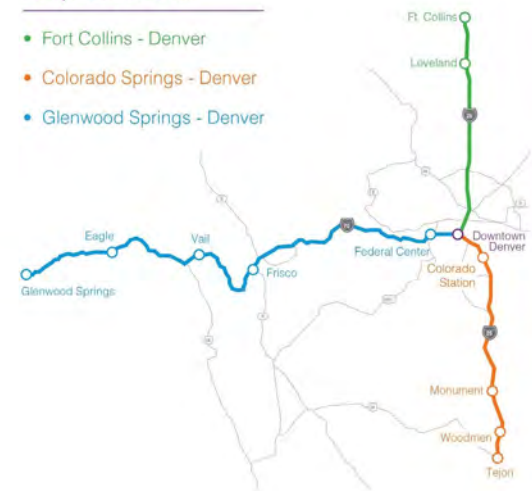 Fort Collins - Denver
Colorado Springs - Denver
Glenwood Springs - Denver
Ft. Collins
Loveland
Downtown
Denver
Federal Center
Colorado
Station
Eagle
Vail
Frisco
Glenwood Springs
Monument
Woodmen
Tejon